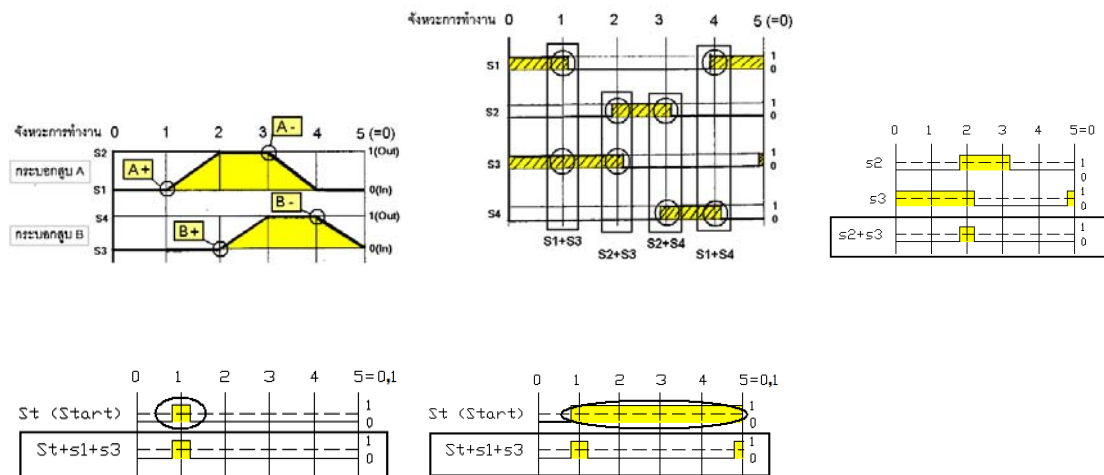 จังหวะการทำงาน 0 1 2 3 4 5 (=0)
S2 1(Out)
กระบอกสูบ A
A+
A -
S1 0(In)
S4 1(Out)
กระบอกสูบ B
B+
B -
S3 0(In)
จังหวะการทำงาน 0 1 2 3 4 5 (=0)
S1 1
0
S2 1
0
S3 1
0
S4 1
0
S1+S3 S2+S3 S2+S4 S1+S4
0 1 2 3 4 5=0
s2 1
0
s3 1
0
s2+s3 1
0
0 1 2 3 4 5=0,1
St (Start) 1
0
St+s1+s3 1
0
0 1 2 3 4 5=0,1
St (Start) 1
0
St+s1+s3 1
0